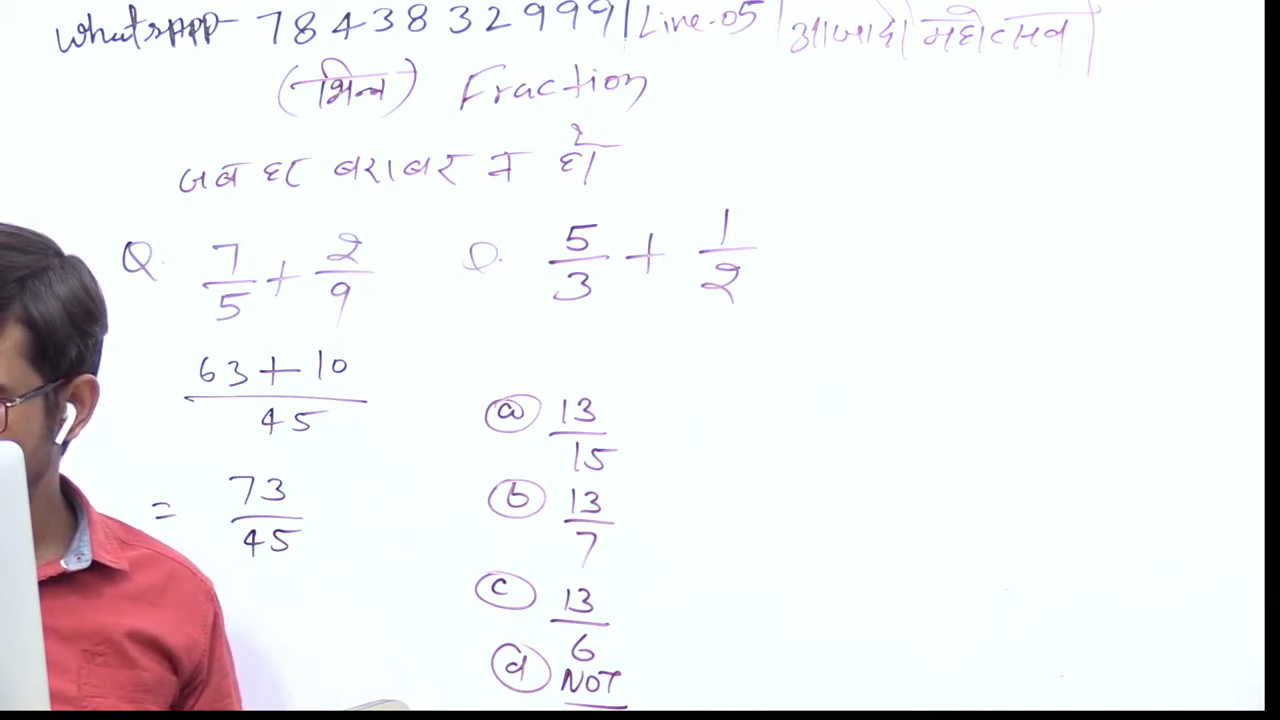 Whatsapp - 7843832999 | Line-05 | आजादी महोत्सव |
(भिन्न) Fraction
जब हर बराबर न हो
Q. 7/5 + 2/9
63 + 10 / 45
= 73/45
Q. 5/3 + 1/2
(a) 13/15
(b) 13/7
(c) 13/6
(d) NOT